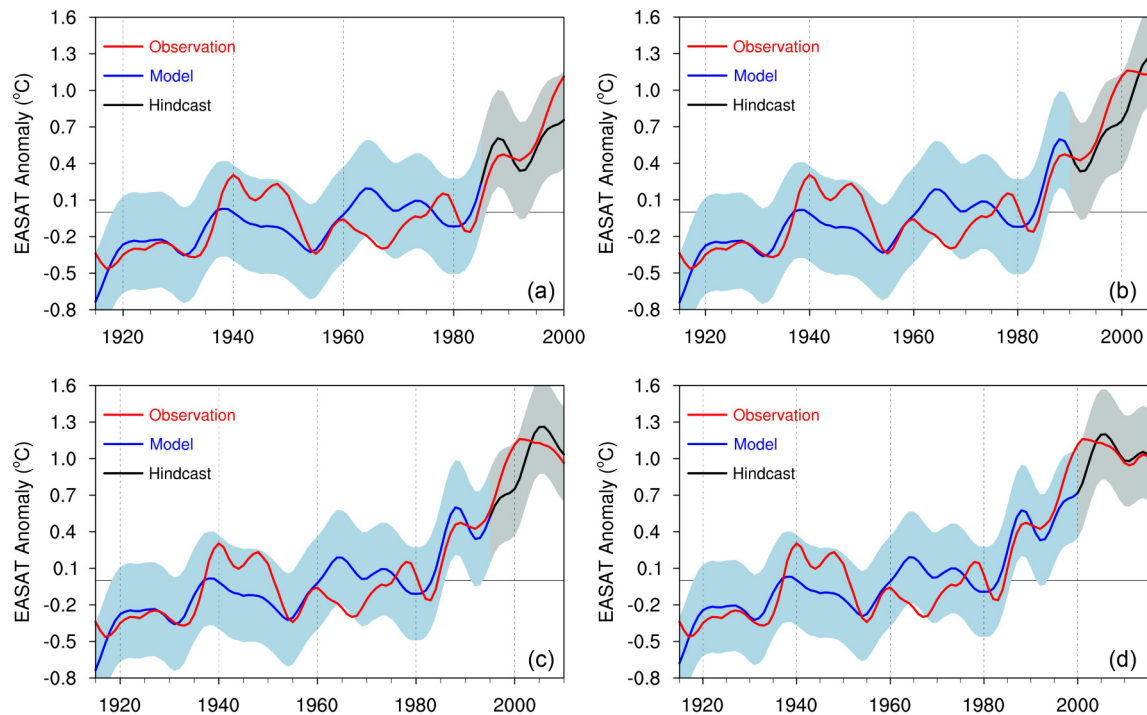 EASAT Anomaly (°C)
1.6
1.3
1.0
0.7
0.4
0.1
-0.2
-0.5
-0.8
Observation
Model
Hindcast
(a)
1920 1940 1960 1980 2000
EASAT Anomaly (°C)
1.6
1.3
1.0
0.7
0.4
0.1
-0.2
-0.5
-0.8
Observation
Model
Hindcast
(b)
1920 1940 1960 1980 2000
EASAT Anomaly (°C)
1.6
1.3
1.0
0.7
0.4
0.1
-0.2
-0.5
-0.8
Observation
Model
Hindcast
(c)
1920 1940 1960 1980 2000
EASAT Anomaly (°C)
1.6
1.3
1.0
0.7
0.4
0.1
-0.2
-0.5
-0.8
Observation
Model
Hindcast
(d)
1920 1940 1960 1980 2000